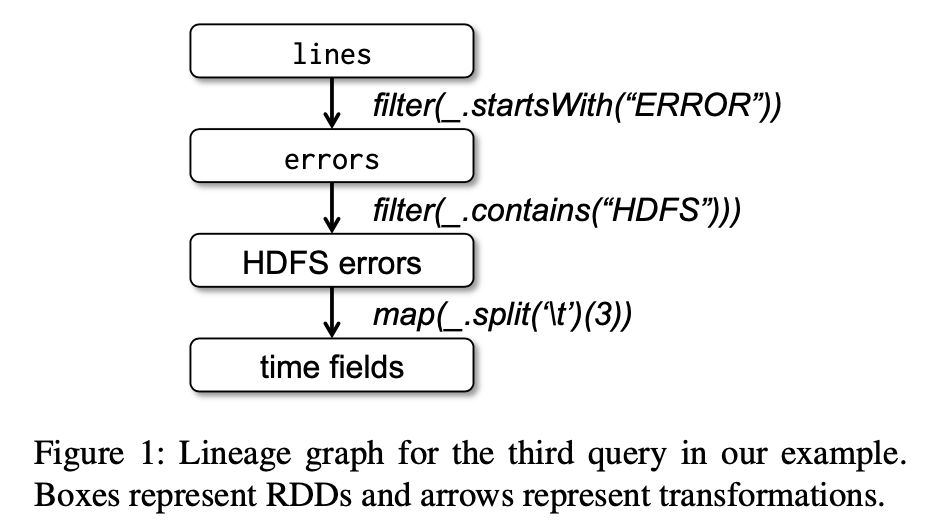 lines
filter(_.startsWith(“ERROR”))
errors
filter(_.contains(“HDFS”)))
HDFS errors
map(_.split(‘\t’)(3))
time fields
Figure 1: Lineage graph for the third query in our example.
Boxes represent RDDs and arrows represent transformations.